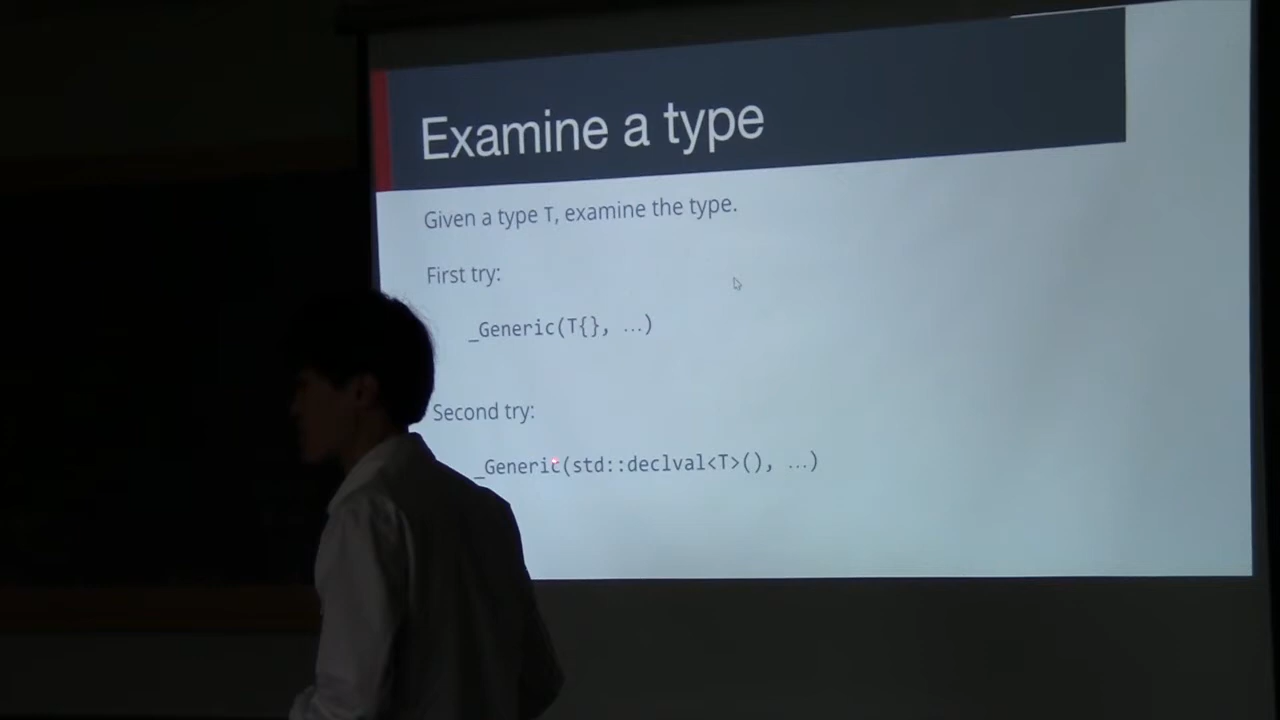 Examine a type
Given a type T, examine the type.
First try:
_Generic(T{}, ...)
Second try:
_Generic(std::declval<T>(), ...)